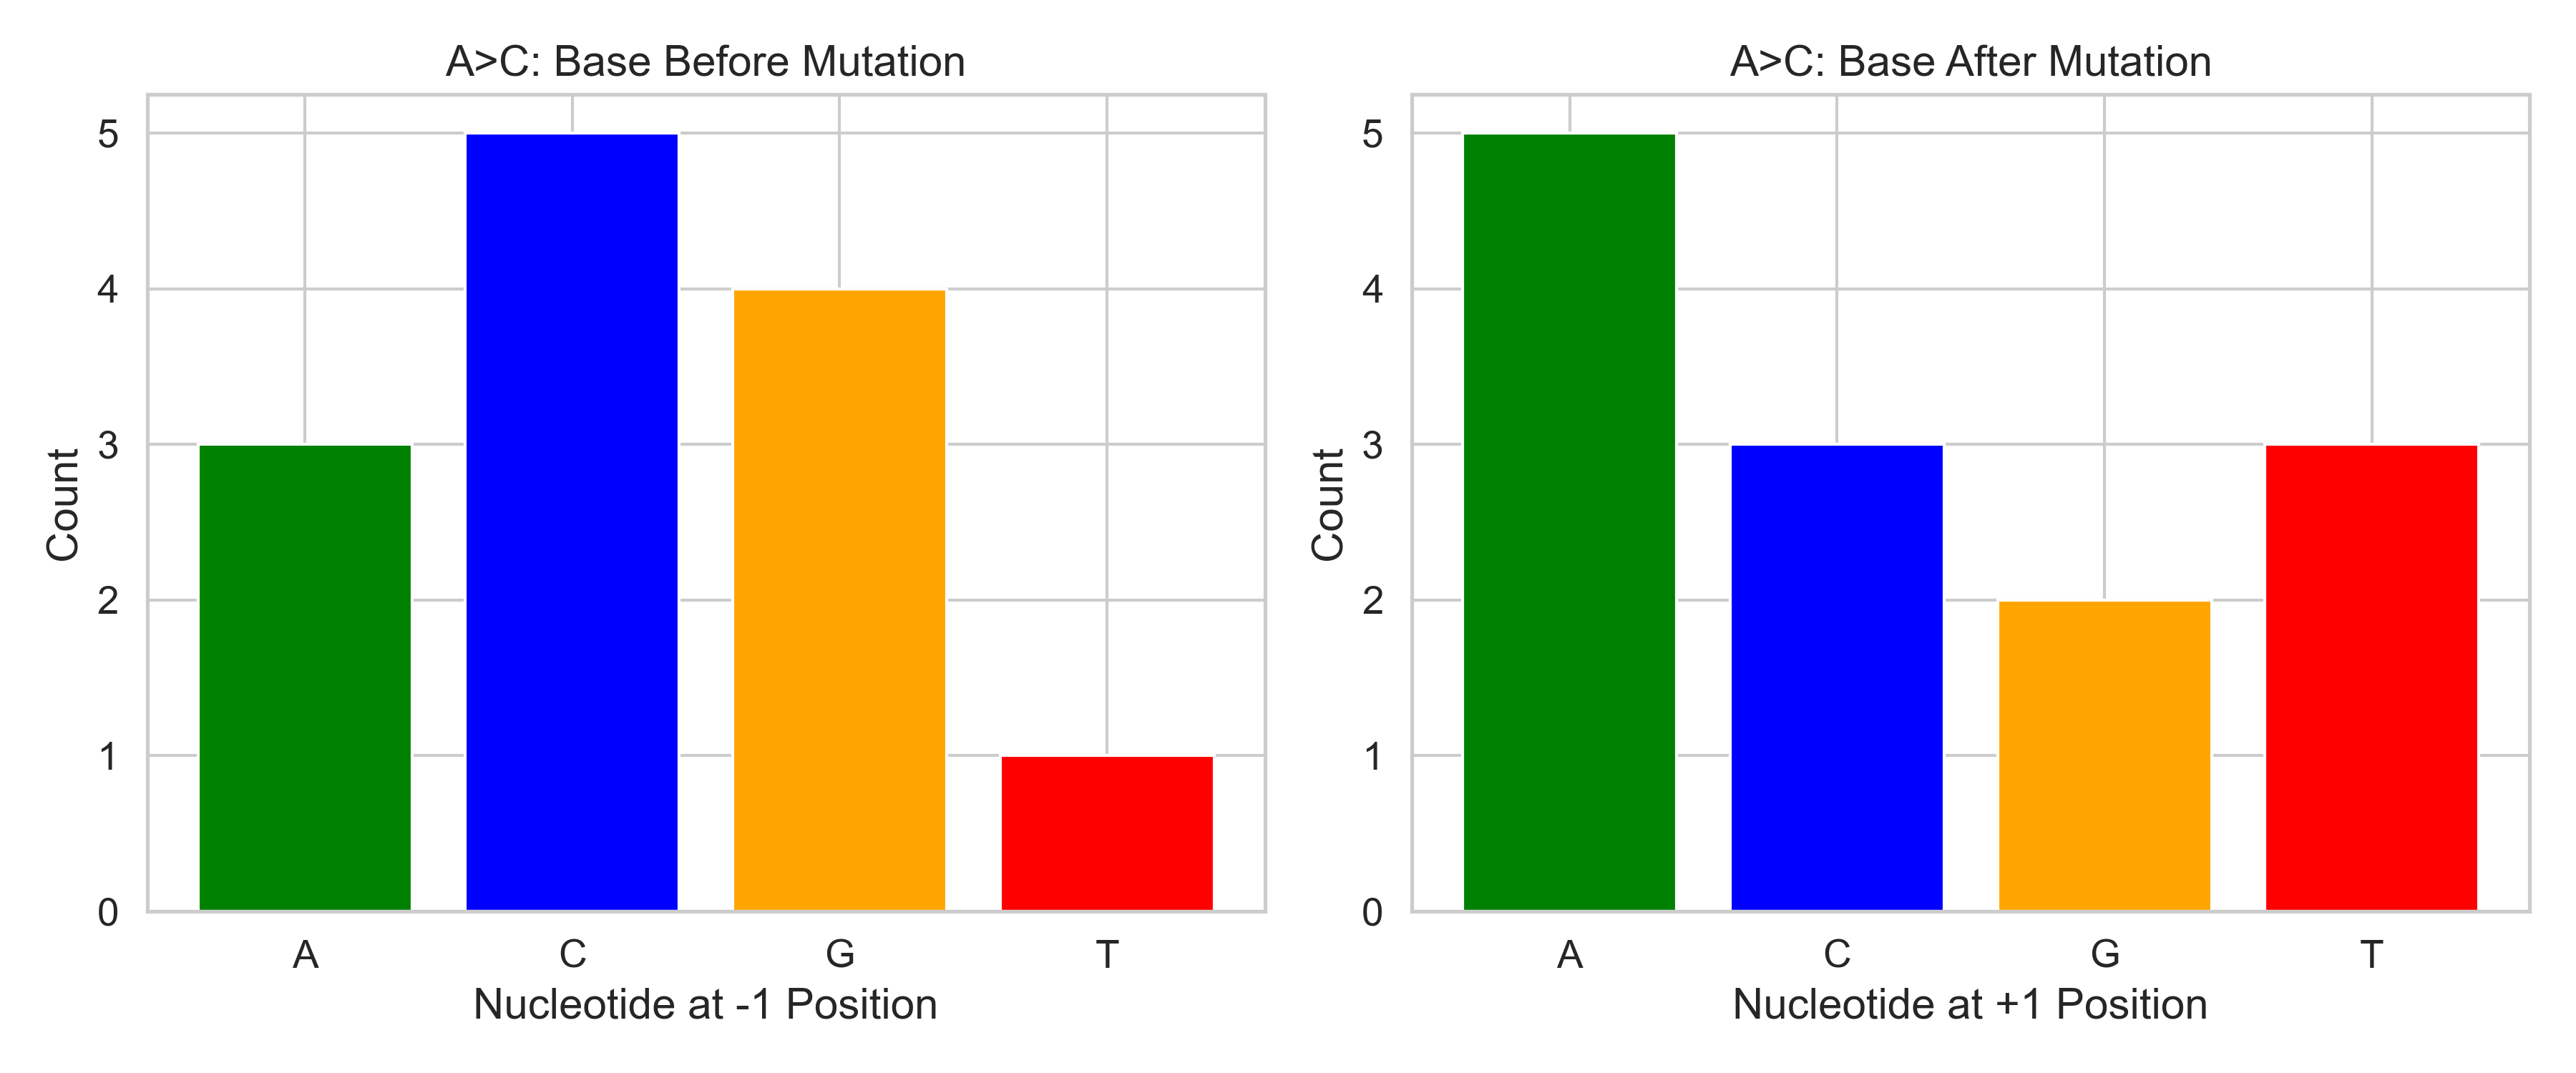 A>C: Base Before Mutation
5
4
3
2
1
0
Count
A C G T
Nucleotide at -1 Position
A>C: Base After Mutation
5
4
3
2
1
0
Count
A C G T
Nucleotide at +1 Position